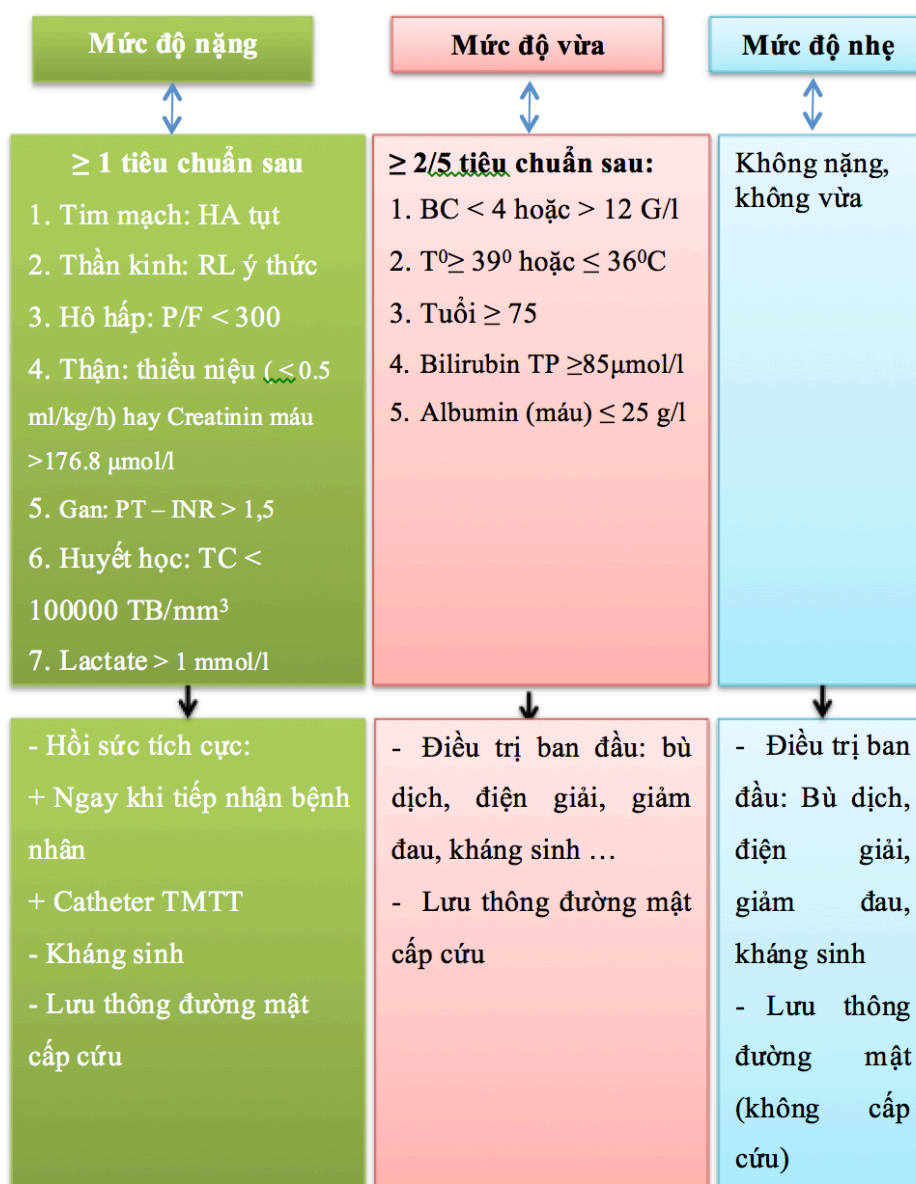 Mức độ nặng
≥ 1 tiêu chuẩn sau
1. Tim mạch: HA tụt
2. Thần kinh: RL ý thức
3. Hô hấp: P/F < 300
4. Thận: thiểu niệu ( < 0.5
ml/kg/h) hay Creatinin máu
>176.8 μmol/l
5. Gan: PT – INR > 1,5
6. Huyết học: TC <
100000 TB/mm³
7. Lactate > 1 mmol/l
- Hồi sức tích cực:
+ Ngay khi tiếp nhận bệnh
nhân
+ Catheter TMTT
- Kháng sinh
- Lưu thông đường mật
cấp cứu
Mức độ vừa
≥ 2/5 tiêu chuẩn sau:
1. BC < 4 hoặc > 12 G/l
2. T⁰≥ 39⁰ hoặc ≤ 36⁰C
3. Tuổi ≥ 75
4. Bilirubin TP ≥85μmol/l
5. Albumin (máu) ≤ 25 g/l
- Điều trị ban đầu: bù
dịch, điện giải, giảm
đau, kháng sinh …
- Lưu thông đường mật
cấp cứu
Mức độ nhẹ
Không nặng,
không vừa
- Điều trị ban
đầu: Bù dịch,
điện giải,
giảm đau,
kháng sinh
- Lưu thông
đường mật
(không cấp
cứu)